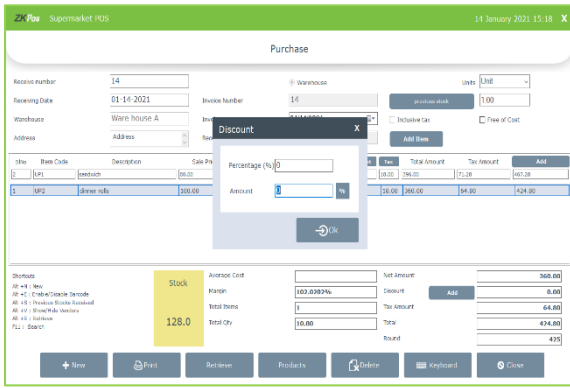 ZKPos Supermarket POS 14 January 2021 15:18 X
Purchase
Receive number 14 Warehouse Units Unit
Receiving Date 01-14-2021 Invoice Number 14 previous stock 1.00
Warehouse Ware house A Inclusive tax Free of Cost
Address Address Add Item
Discount X
Percentage (%) 0
Amount 0 %
Ok
Item Code Description Sale Tax Total Amount Tax Amount Add
2 UP1 sandwich 71.28 467.28
1 UP2 dinner rolls 100.00 18.00 360.00 64.80 424.80
Shortcuts
Alt +N : New
Alt +E : Enable/Disable Barcode
Alt +S : Previous Stocks Received
Alt +V : Show/Hide Vendors
Alt +R : Retrieve
F11 : Search
Stock
128.0
Average Cost
Margin 102.0202%
Total Items 1
Total Qty 10.00
Net Amount 360.00
Discount Add 0.00
Tax Amount 64.80
Total 424.80
Round 425
New Print Retrieve Products Delete Keyboard Close